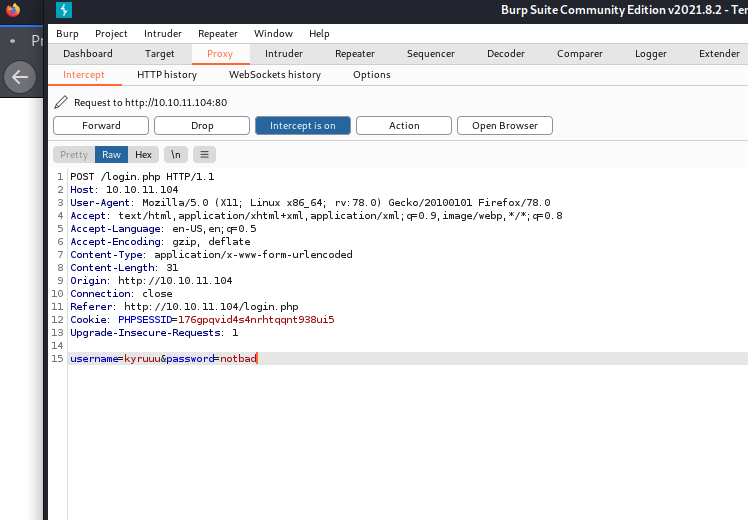 Burp Suite Community Edition v2021.8.2 - Te
Burp Project Intruder Repeater Window Help
Dashboard Target Proxy Intruder Repeater Sequencer Decoder Comparer Logger Extender
Intercept HTTP history WebSockets history Options
Request to http://10.10.11.104:80
Forward Drop Intercept is on Action Open Browser
Pretty Raw Hex \n
1 POST /login.php HTTP/1.1
2 Host: 10.10.11.104
3 User-Agent: Mozilla/5.0 (X11; Linux x86_64; rv:78.0) Gecko/20100101 Firefox/78.0
4 Accept: text/html,application/xhtml+xml,application/xml;q=0.9,image/webp,*/*;q=0.8
5 Accept-Language: en-US,en;q=0.5
6 Accept-Encoding: gzip, deflate
7 Content-Type: application/x-www-form-urlencoded
8 Content-Length: 31
9 Origin: http://10.10.11.104
10 Connection: close
11 Referer: http://10.10.11.104/login.php
12 Cookie: PHPSESSID=176gpqvid4s4nrhtqqnt938ui5
13 Upgrade-Insecure-Requests: 1
14
15 username=kyruuu&password=notbad